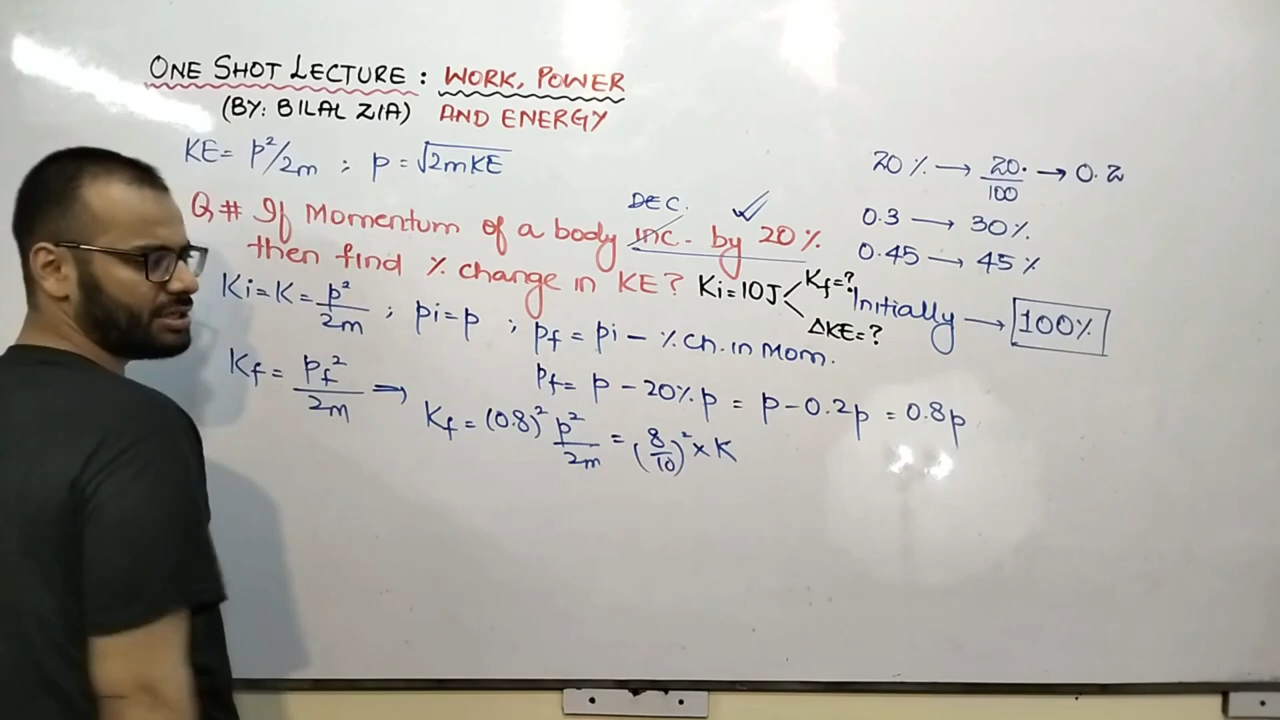 ONE SHOT LECTURE : WORK, POWER
(BY: BILAL ZIA) AND ENERGY
KE = P²/2m ; p = √2mKE
20% → 20/100 → 0.2
0.3 → 30%
0.45 → 45%
DEC.
Q# If Momentum of a body inc. by 20%
then find % change in KE? Ki=10J Kf=? ΔKE=?
Initially → 100%
Ki=K= p²/2m ; pi=p ; pf = pi - % Ch. in Mom.
pf = p - 20% p = p - 0.2p = 0.8p
Kf = pf²/2m ⇒ Kf = (0.8)² p²/2m = (8/10)² × K